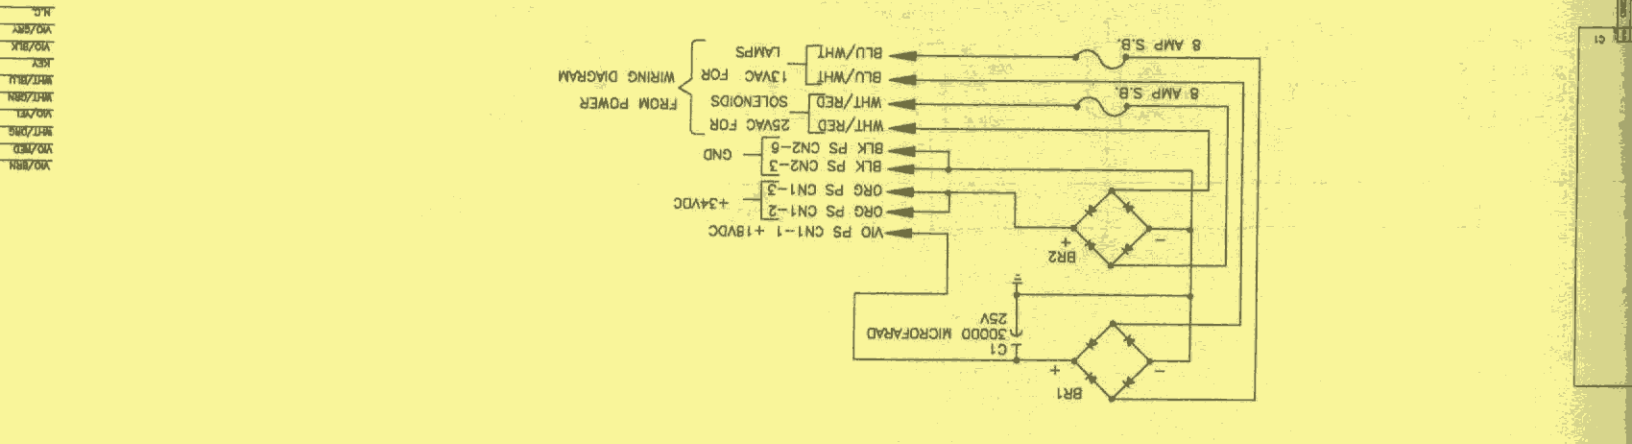 BR1
+
−
C1
30000 MICROFARAD
25V
BR2
+
−
VIO PS CN1-1 +18VDC
ORG PS CN1-2
ORG PS CN1-3
+34VDC
BLK PS CN2-3
BLK PS CN2-6
GND
WHT/RED
WHT/RED
25VAC FOR
SOLENOIDS
BLU/WHT
BLU/WHT
13VAC FOR
LAMPS
FROM POWER
WIRING DIAGRAM
8 AMP S.B.
8 AMP S.B.
VIO/BRN
VIO/RED
WHT/ORG
VIO/YEL
WHT/GRN
WHT/BLU
KEY
VIO/BLK
VIO/GRY
N.C.
C1